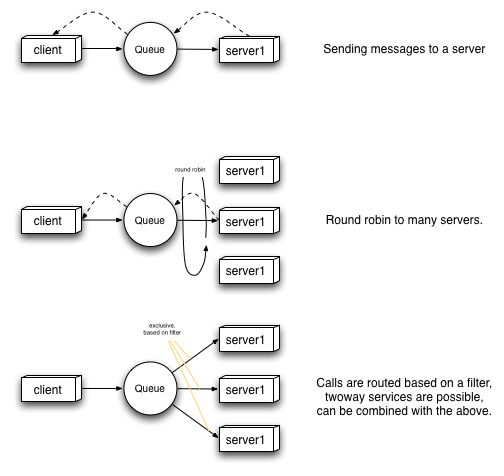 client
Queue
server1
Sending messages to a server
round robin
server1
client
Queue
server1
Round robin to many servers.
server1
exclusive,
based on filter
server1
client
Queue
server1
Calls are routed based on a filter,
twoway services are possible,
can be combined with the above.
server1